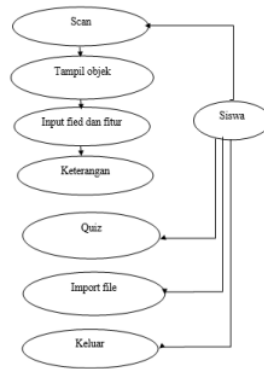 Scan
Tampil objek
Input fied dan fitur
Siswa
Keterangan
Quiz
Import file
Keluar